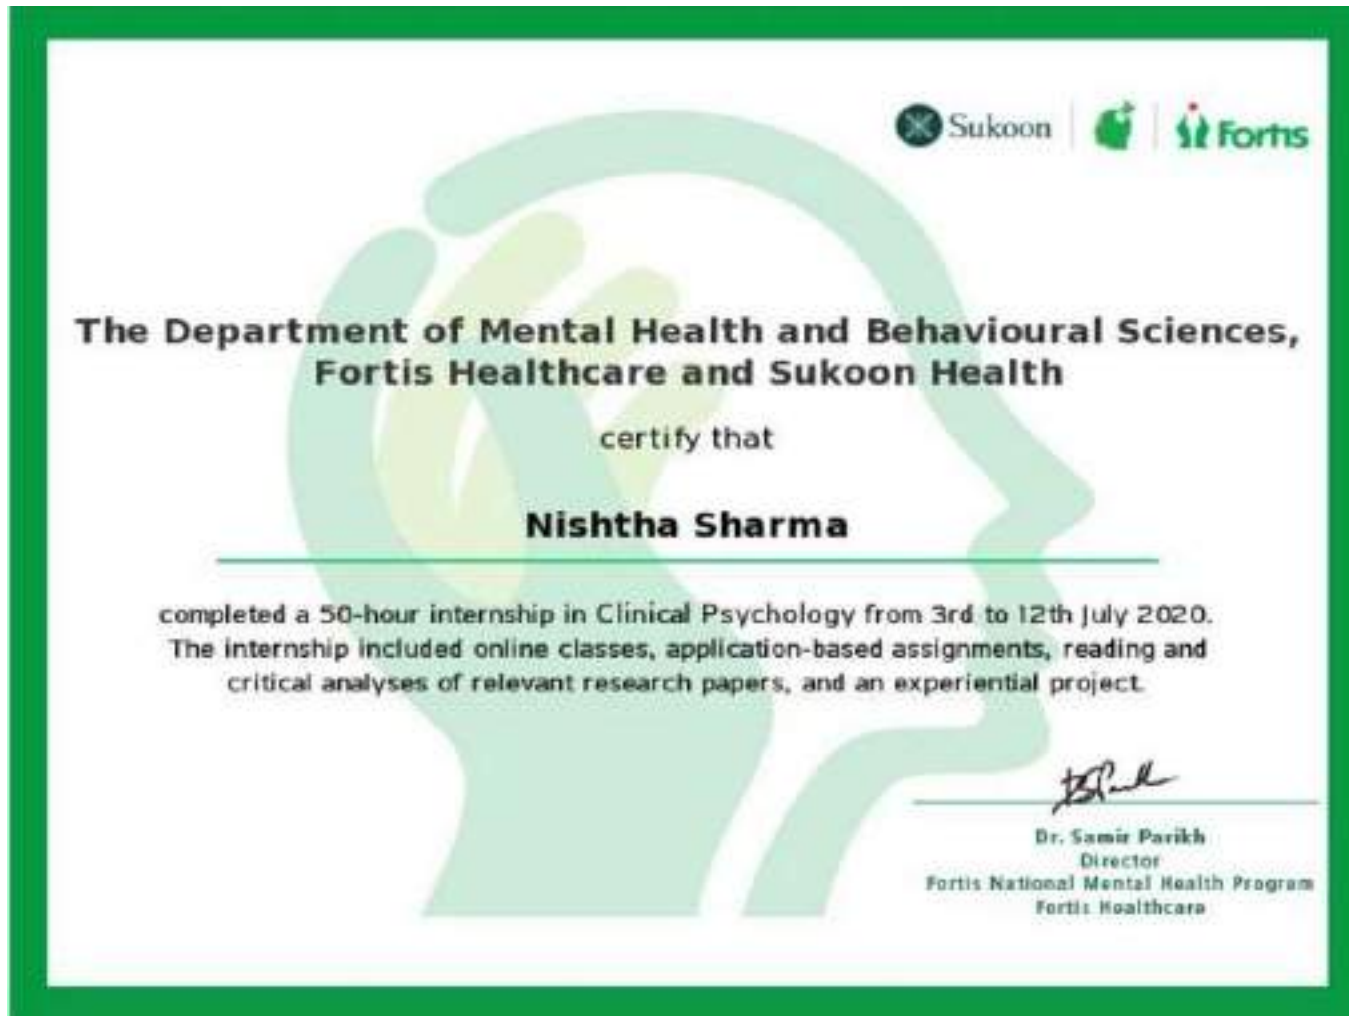 Sukoon
Fortis
The Department of Mental Health and Behavioural Sciences,
Fortis Healthcare and Sukoon Health
certify that
Nishtha Sharma
completed a 50-hour internship in Clinical Psychology from 3rd to 12th July 2020.
The internship included online classes, application-based assignments, reading and
critical analyses of relevant research papers, and an experiential project.
Dr. Samir Parikh
Director
Fortis National Mental Health Program
Fortis Healthcare